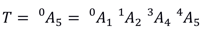 T = ⁰A₅ = ⁰A₁ ¹A₂ ³A₄ ⁴A₅